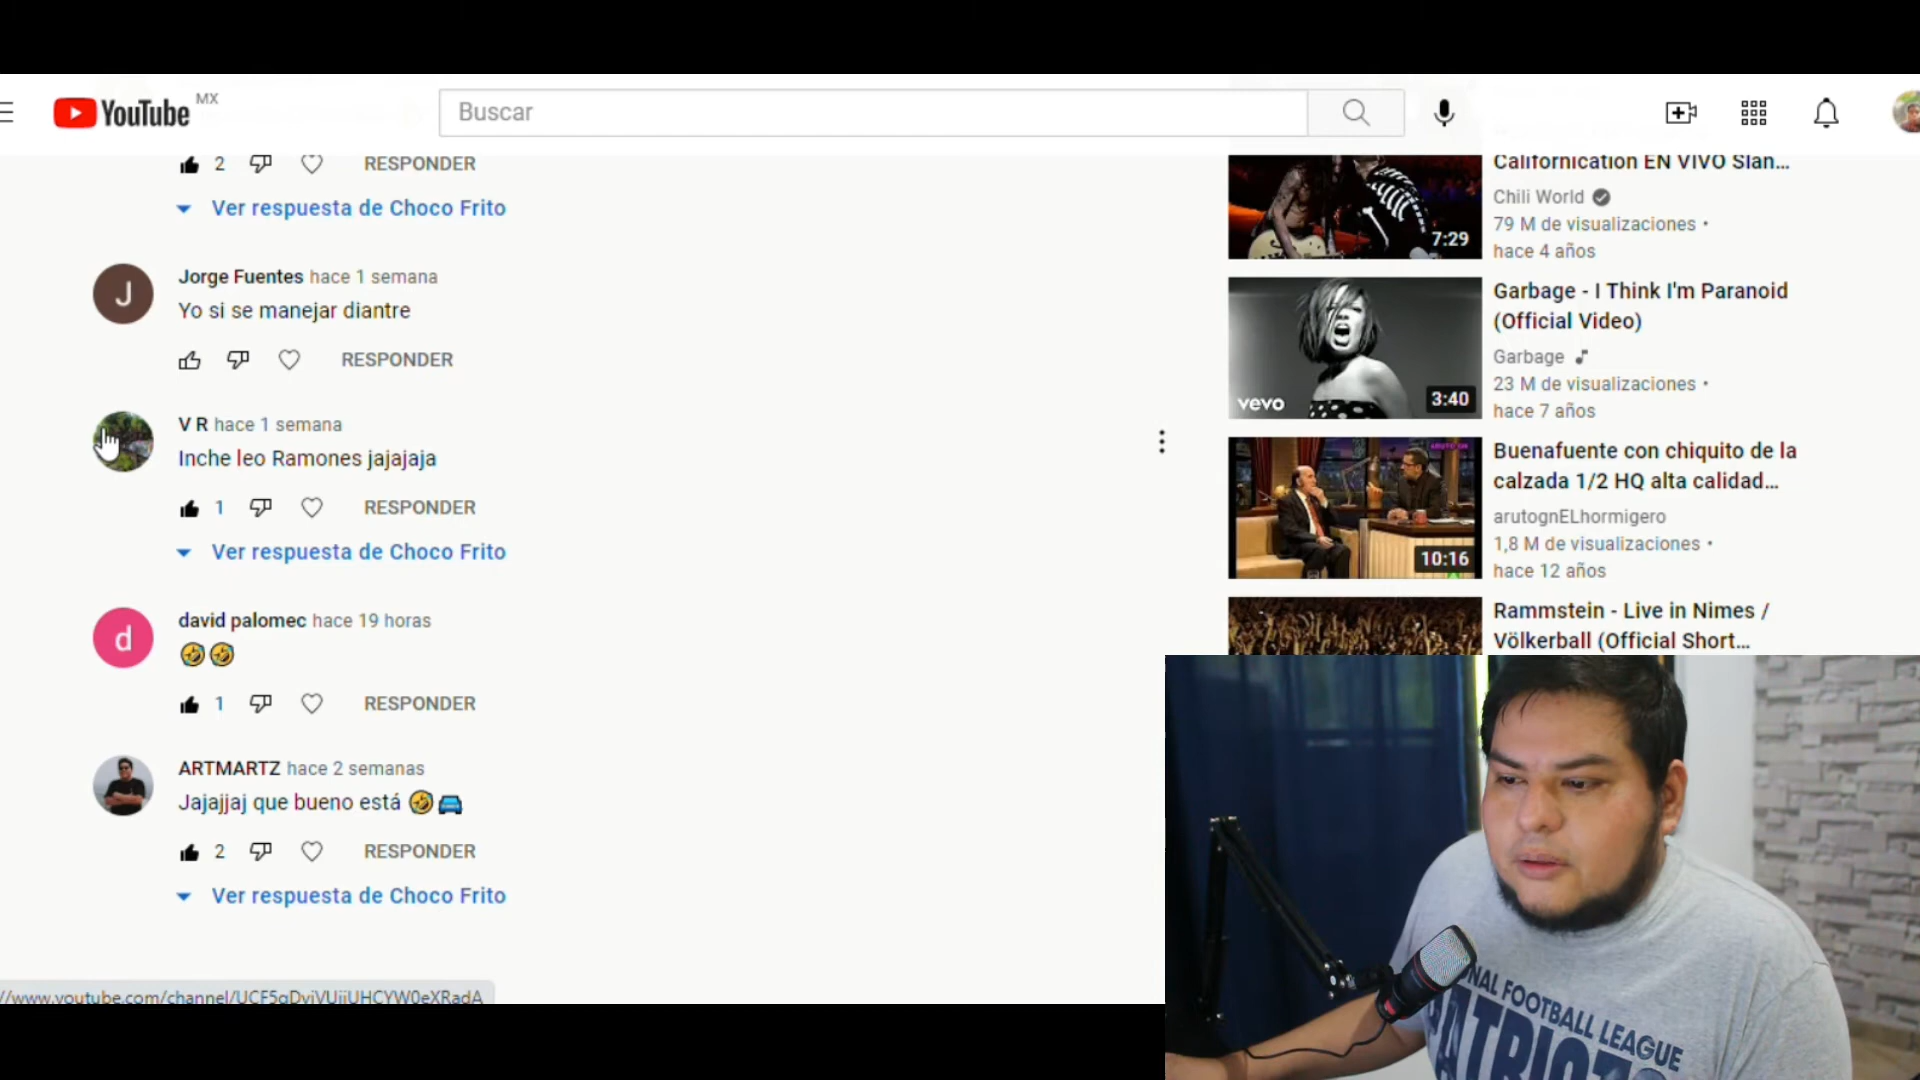 YouTube MX
Buscar
2 RESPONDER
Ver respuesta de Choco Frito
J
Jorge Fuentes hace 1 semana
Yo si se manejar diantre
RESPONDER
V R hace 1 semana
Inche leo Ramones jajajaja
1 RESPONDER
Ver respuesta de Choco Frito
d
david palomec hace 19 horas
🤣🤣
1 RESPONDER
ARTMARTZ hace 2 semanas
Jajajjaj que bueno está 🤣🚘
2 RESPONDER
Ver respuesta de Choco Frito
//www.youtube.com/channel/UCF5gDviVUijUHCYW0eXRadA
Californication EN VIVO Slan...
Chili World
79 M de visualizaciones •
hace 4 años
7:29
Garbage - I Think I'm Paranoid
(Official Video)
Garbage
23 M de visualizaciones •
hace 7 años
vevo
3:40
Buenafuente con chiquito de la
calzada 1/2 HQ alta calidad...
arutognELhormigero
1,8 M de visualizaciones •
hace 12 años
10:16
Rammstein - Live in Nimes /
Völkerball (Official Short...
NAL FOOTBALL LEAGUE
PATRIOTS